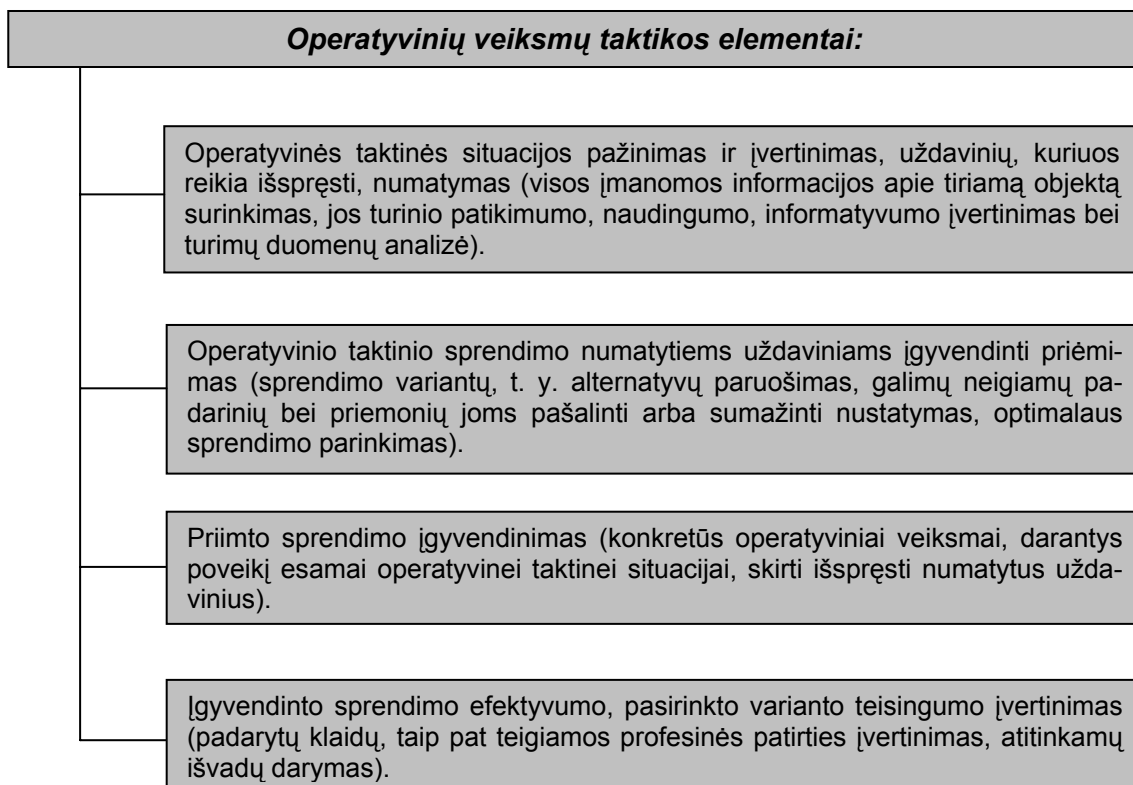 Operatyvinių veiksmų taktikos elementai:
Operatyvinės taktinės situacijos pažinimas ir įvertinimas, uždavinių, kuriuos
reikia išspręsti, numatymas (visos įmanomos informacijos apie tiriamą objektą
surinkimas, jos turinio patikimumo, naudingumo, informatyvumo įvertinimas bei
turimų duomenų analizė).
Operatyvinio taktinio sprendimo numatytiems uždaviniams įgyvendinti priėmi-
mas (sprendimo variantų, t. y. alternatyvų paruošimas, galimų neigiamų pa-
darinių bei priemonių joms pašalinti arba sumažinti nustatymas, optimalaus
sprendimo parinkimas).
Priimto sprendimo įgyvendinimas (konkretūs operatyviniai veiksmai, darantys
poveikį esamai operatyvinei taktinei situacijai, skirti išspręsti numatytus užda-
vinius).
Įgyvendinto sprendimo efektyvumo, pasirinkto varianto teisingumo įvertinimas
(padarytų klaidų, taip pat teigiamos profesinės patirties įvertinimas, atitinkamų
išvadų darymas).